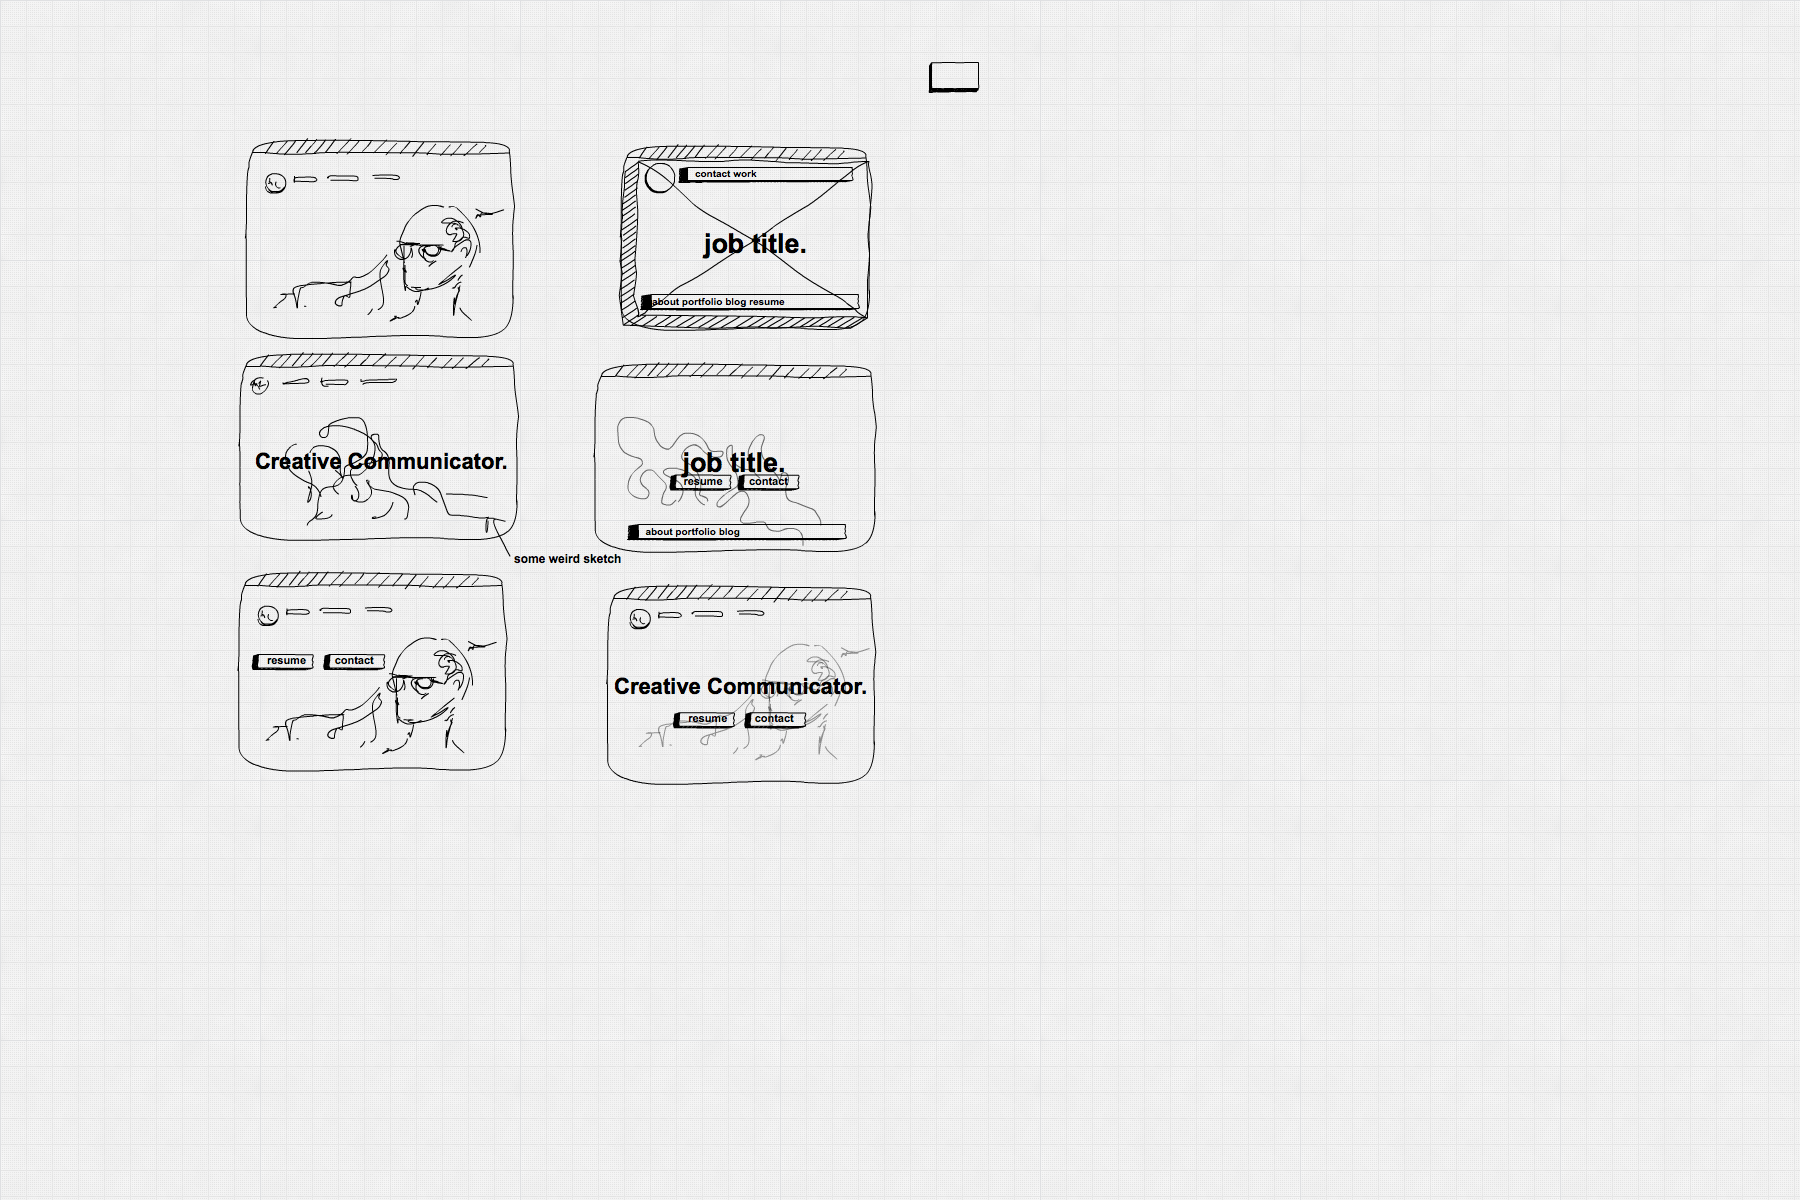 contact work
job title.
about portfolio blog resume
Creative Communicator.
some weird sketch
job title.
resume
contact
about portfolio blog
resume
contact
Creative Communicator.
resume
contact